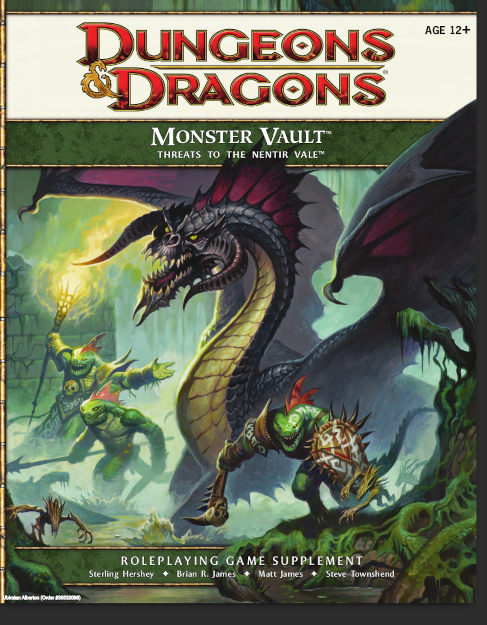 DUNGEONS
& DRAGONS®
AGE 12+
MONSTER VAULT™
THREATS TO THE NENTIR VALE™
ROLEPLAYING GAME SUPPLEMENT
Sterling Hershey ✦ Brian R. James ✦ Matt James ✦ Steve Townshend